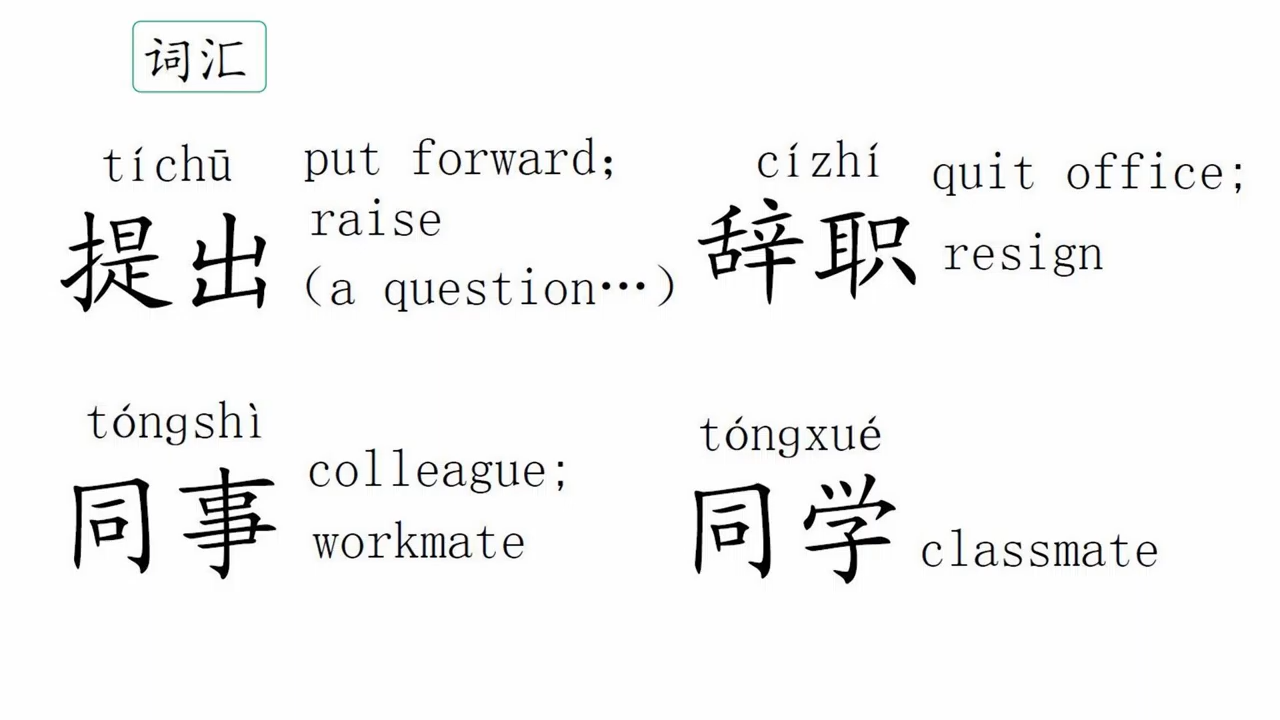 词汇
tíchū
提出
put forward;
raise
(a question…)
cízhí
辞职
quit office;
resign
tóngshì
同事
colleague;
workmate
tóngxué
同学
classmate